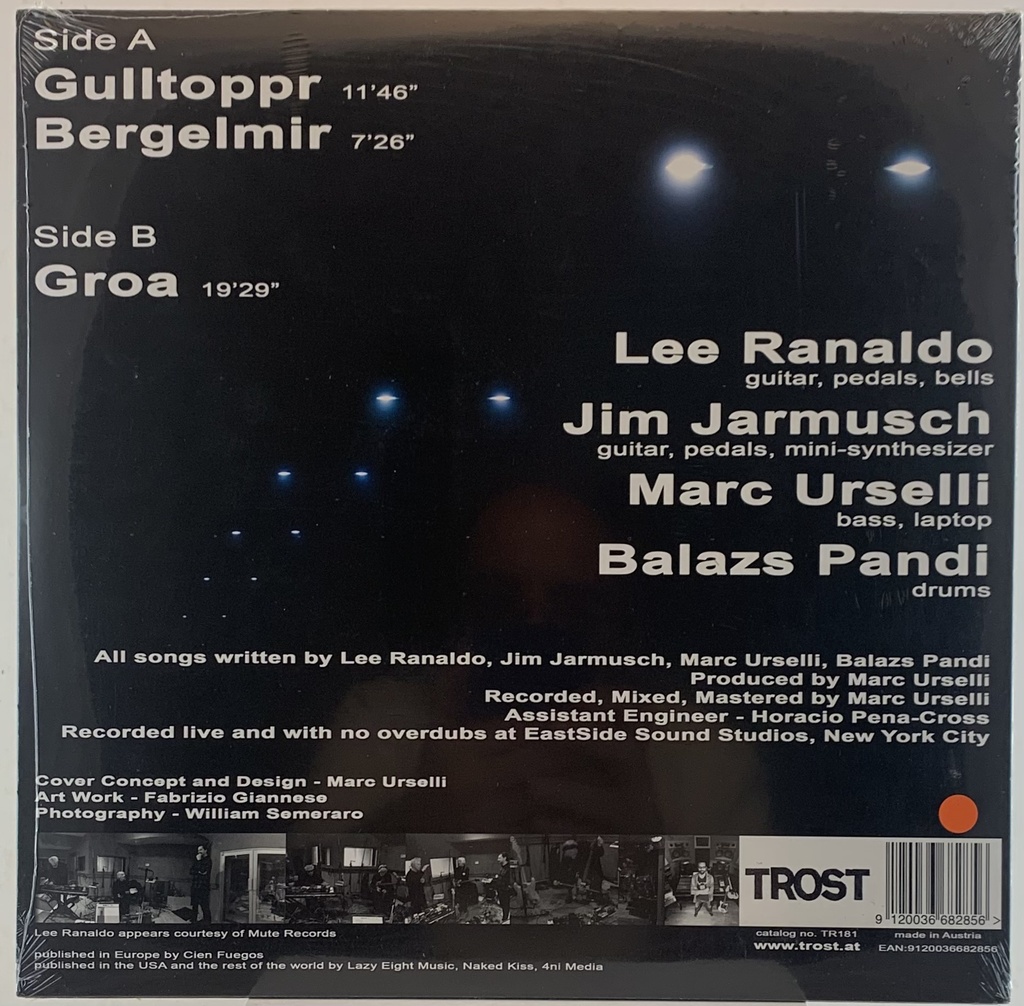 Side A
Gulltoppr 11'46”
Bergelmir 7'26”
Side B
Groa 19'29”
Lee Ranaldo
guitar, pedals, bells
Jim Jarmusch
guitar, pedals, mini-synthesizer
Marc Urselli
bass, laptop
Balazs Pandi
drums
All songs written by Lee Ranaldo, Jim Jarmusch, Marc Urselli, Balazs Pandi
Produced by Marc Urselli
Recorded, Mixed, Mastered by Marc Urselli
Assistant Engineer - Horacio Pena-Cross
Recorded live and with no overdubs at EastSide Sound Studios, New York City
Cover Concept and Design - Marc Urselli
Art Work - Fabrizio Giannese
Photography - William Semeraro
TROST
9 120036 682856 >
Lee Ranaldo appears courtesy of Mute Records
catalog no. TR181
made in Austria
www.trost.at
EAN:9120036682856
published in Europe by Cien Fuegos
published in the USA and the rest of the world by Lazy Eight Music, Naked Kiss, 4ni Media